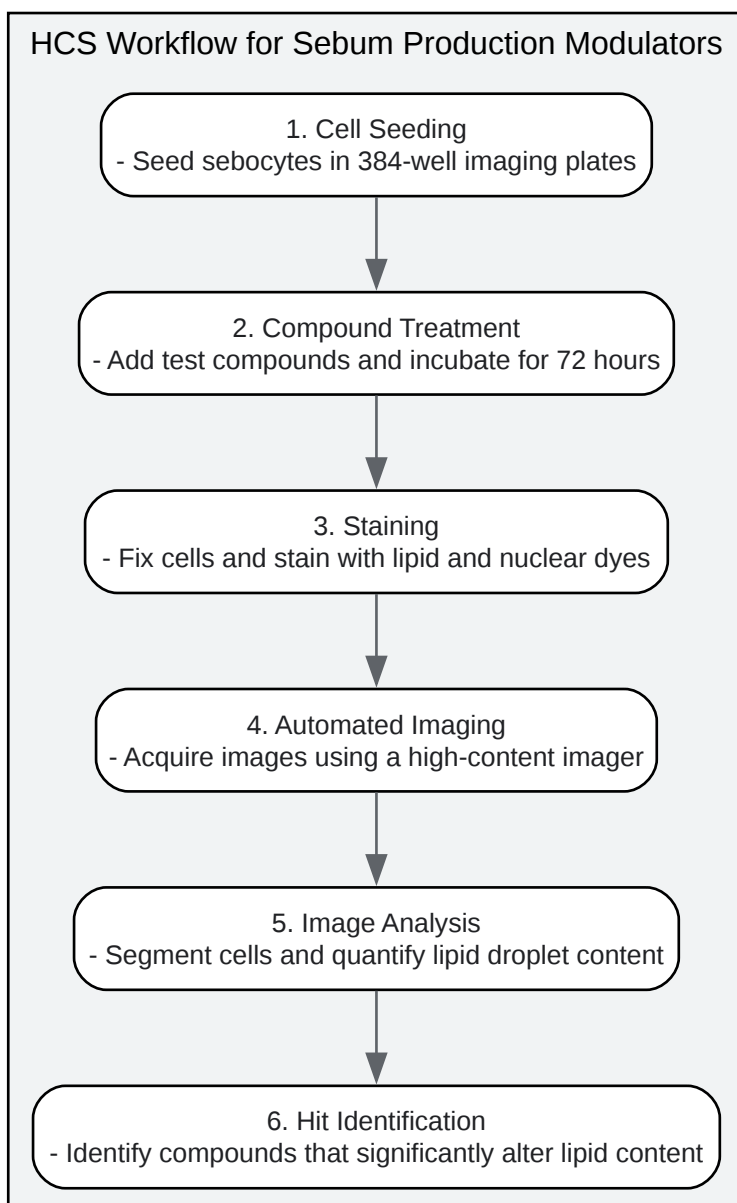 HCS Workflow for Sebum Production Modulators
1. Cell Seeding
- Seed sebocytes in 384-well imaging plates
2. Compound Treatment
- Add test compounds and incubate for 72 hours
3. Staining
- Fix cells and stain with lipid and nuclear dyes
4. Automated Imaging
- Acquire images using a high-content imager
5. Image Analysis
- Segment cells and quantify lipid droplet content
6. Hit Identification
- Identify compounds that significantly alter lipid content